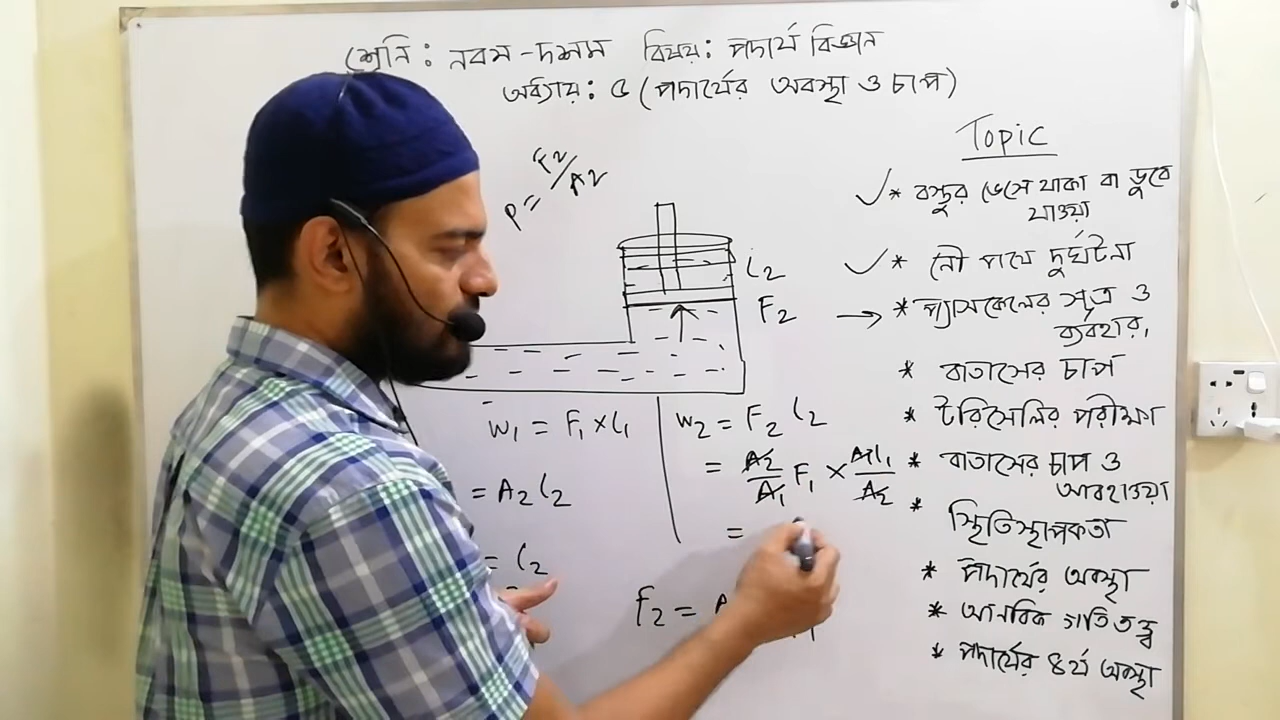 শ্রেনি : নবম - দশম বিষয় : পদার্থ বিজ্ঞান
অধ্যায় : ৫ (পদার্থের অবস্থা ও চাপ)
P = F2/A2
l2
F2
W1 = F1 × l1
= A2 l2
= l2
W2 = F2 l2
= A2/A1 F1 × A1l1/A2
=
F2 =
Topic
✓ * বস্তুর ভেসে থাকা বা ডুবে
যাওয়া
✓ * নৌ পথে দুর্ঘটনা
→ * প্যাসকেলের সূত্র ও
ব্যবহার,
* বাতাসের চাপ
* টরিসেলির পরীক্ষা
* বাতাসের চাপ ও
আবহাওয়া
* স্থিতিস্থাপকতা
* পদার্থের অবস্থা
* আনবিক গতিতত্ত্ব
* পদার্থের ৪র্থ অবস্থা